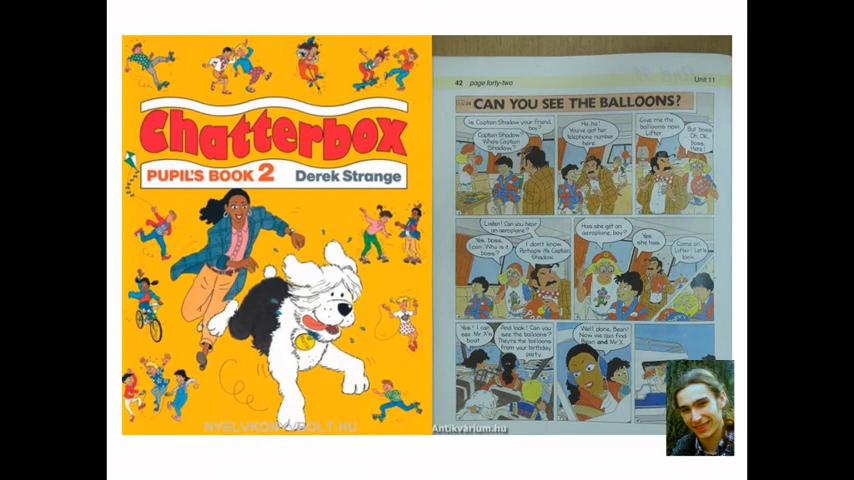 Chatterbox
PUPIL'S BOOK 2 Derek Strange
NYELVKÖNYVBOLT.HU
42 page forty-two
Unit 11
CAN YOU SEE THE BALLOONS?
Is Captain Shadow your friend,
boy?
Captain Shadow?
Who's Captain
Shadow?
Ha, ha!
You've got her
telephone number
here.
Give me the
balloons now,
Lifter.
But boss
Oh, OK,
boss.
Here!
Listen! Can you hear
an aeroplane?
Yes, boss,
I can. Who is it,
boss?
I don't know.
Perhaps it's Captain
Shadow.
Has she got an
aeroplane, boy?
Yes,
she has.
Come on,
Lifter! Let's
look.
Yes! I can
see Mr X's
boat.
And look! Can you
see the balloons?
They're the balloons
from your birthday
party.
Well done, Bean!
Now we can find
Bean and Mr X.
Antikvárium.hu